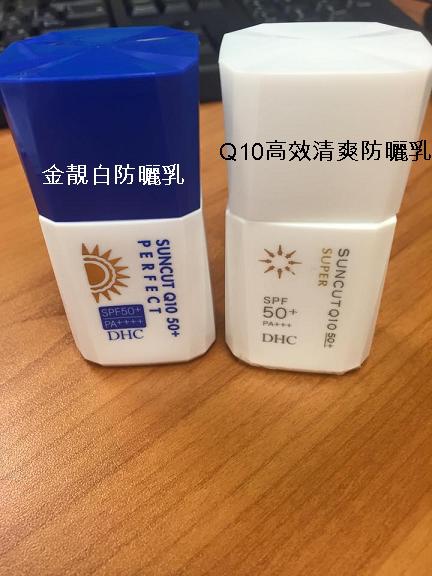 金靚白防曬乳
SUNCUT Q10 50+
PERFECT
SPF50+
PA++++
DHC
Q10高效清爽防曬乳
SUNCUT Q10 50+
SUPER
SPF
50+
PA+++
DHC